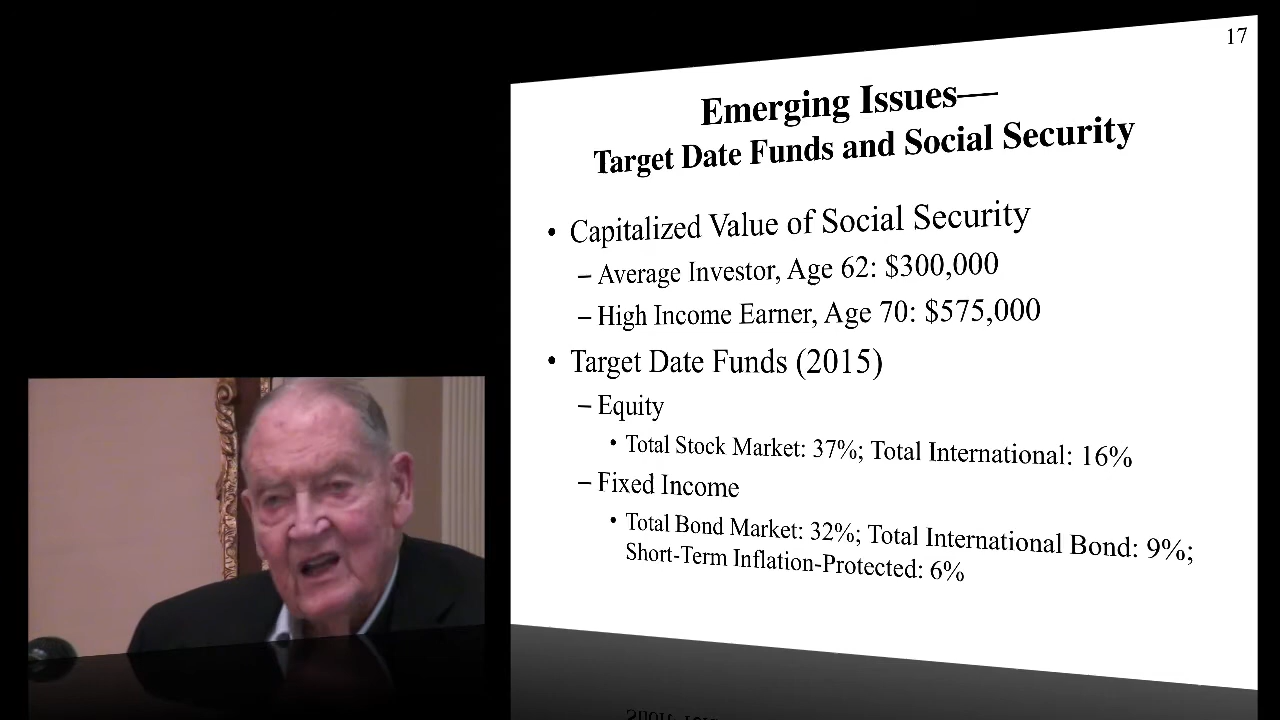 17
Emerging Issues—
Target Date Funds and Social Security
• Capitalized Value of Social Security
– Average Investor, Age 62: $300,000
– High Income Earner, Age 70: $575,000
• Target Date Funds (2015)
– Equity
• Total Stock Market: 37%; Total International: 16%
– Fixed Income
• Total Bond Market: 32%; Total International Bond: 9%;
Short-Term Inflation-Protected: 6%